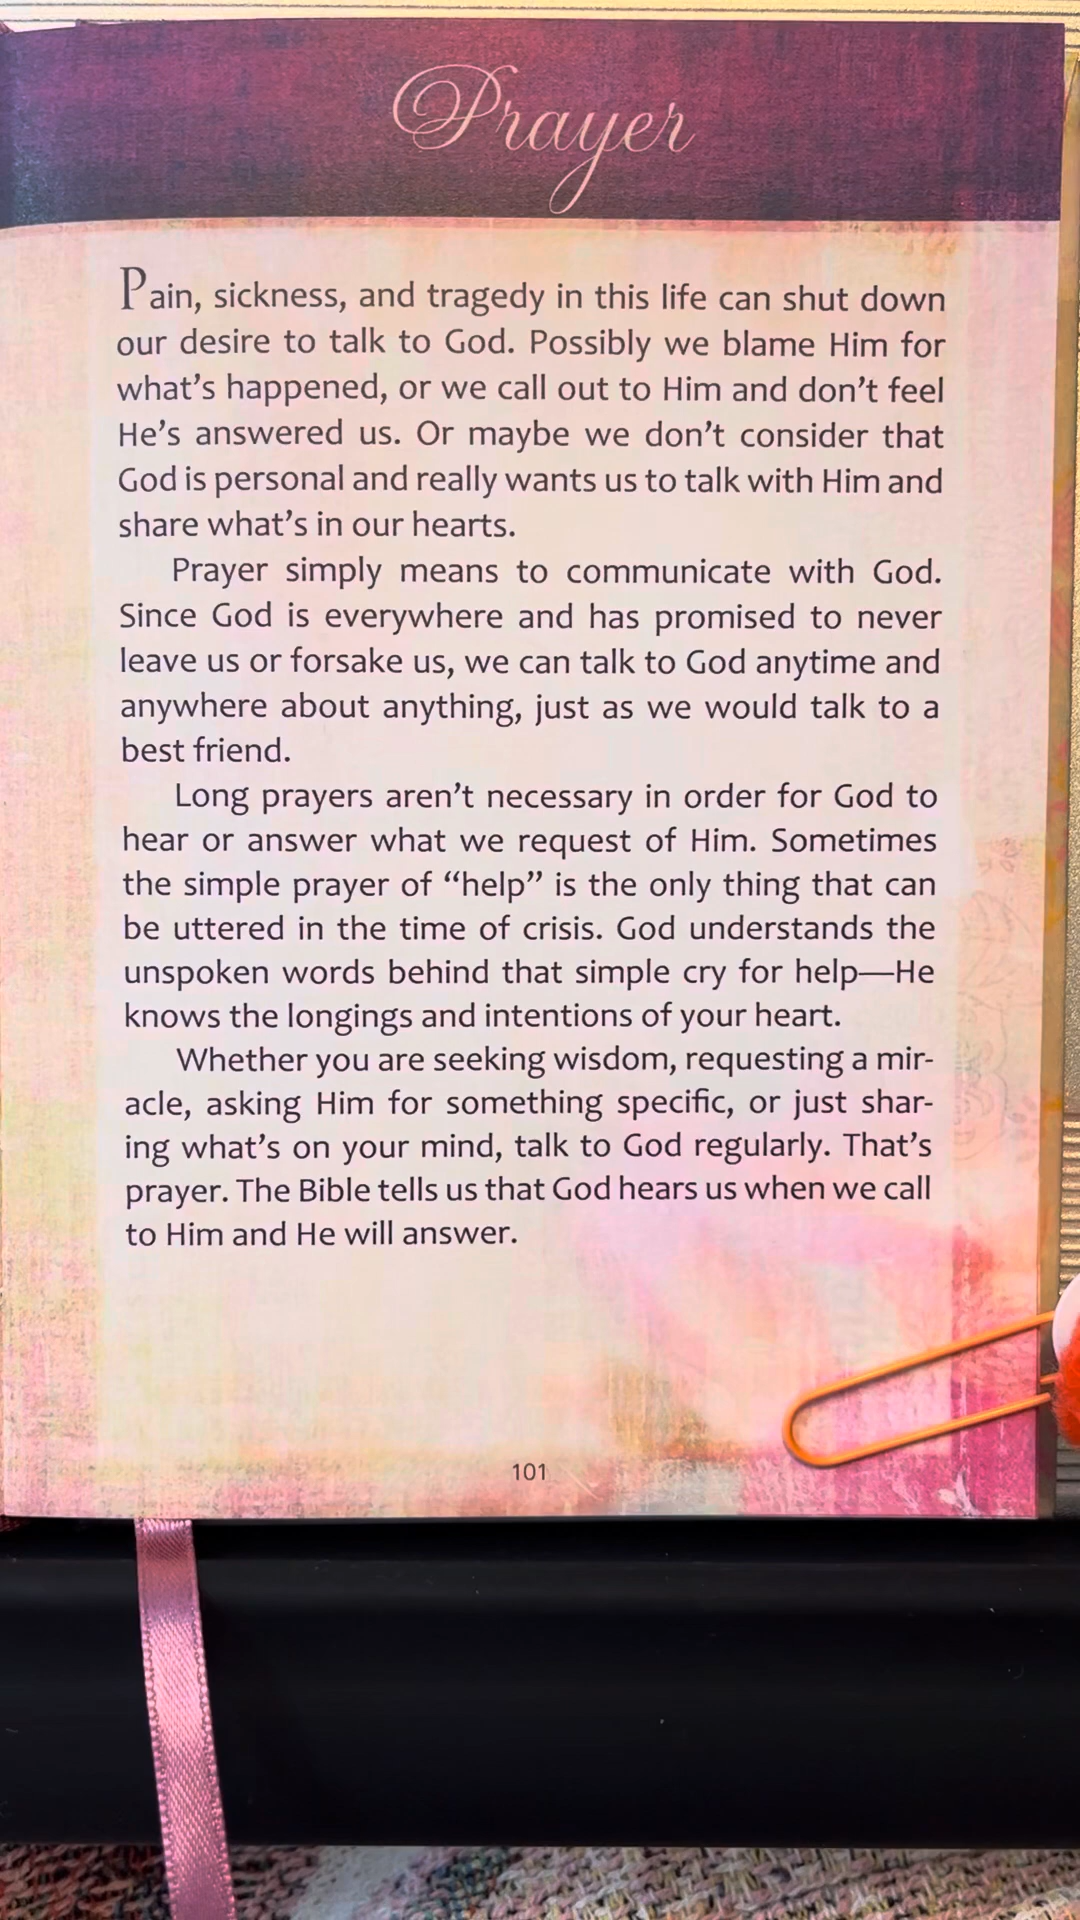 Prayer
Pain, sickness, and tragedy in this life can shut down
our desire to talk to God. Possibly we blame Him for
what's happened, or we call out to Him and don't feel
He's answered us. Or maybe we don't consider that
God is personal and really wants us to talk with Him and
share what's in our hearts.
Prayer simply means to communicate with God.
Since God is everywhere and has promised to never
leave us or forsake us, we can talk to God anytime and
anywhere about anything, just as we would talk to a
best friend.
Long prayers aren't necessary in order for God to
hear or answer what we request of Him. Sometimes
the simple prayer of “help” is the only thing that can
be uttered in the time of crisis. God understands the
unspoken words behind that simple cry for help—He
knows the longings and intentions of your heart.
Whether you are seeking wisdom, requesting a mir-
acle, asking Him for something specific, or just shar-
ing what's on your mind, talk to God regularly. That's
prayer. The Bible tells us that God hears us when we call
to Him and He will answer.
101